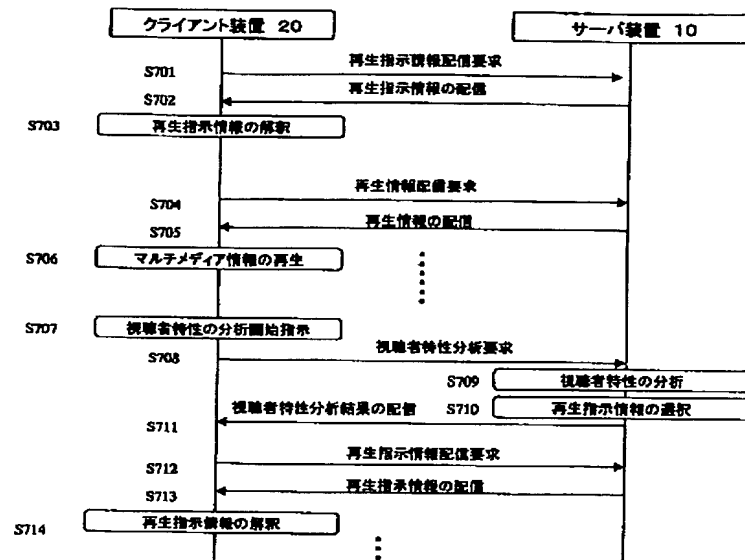 クライアント装置 20
サーバ装置 10
再生指示情報配信要求
S701
再生指示情報の配信
S702
S703
再生指示情報の解釈
再生情報配信要求
S704
再生情報の配信
S705
S706
マルチメディア情報の再生
S707
視聴者特性の分析開始指示
視聴者特性分析要求
S708
S709
視聴者特性の分析
視聴者特性分析結果の配信
S710
再生指示情報の選択
S711
再生指示情報配信要求
S712
再生指示情報の配信
S713
S714
再生指示情報の解釈